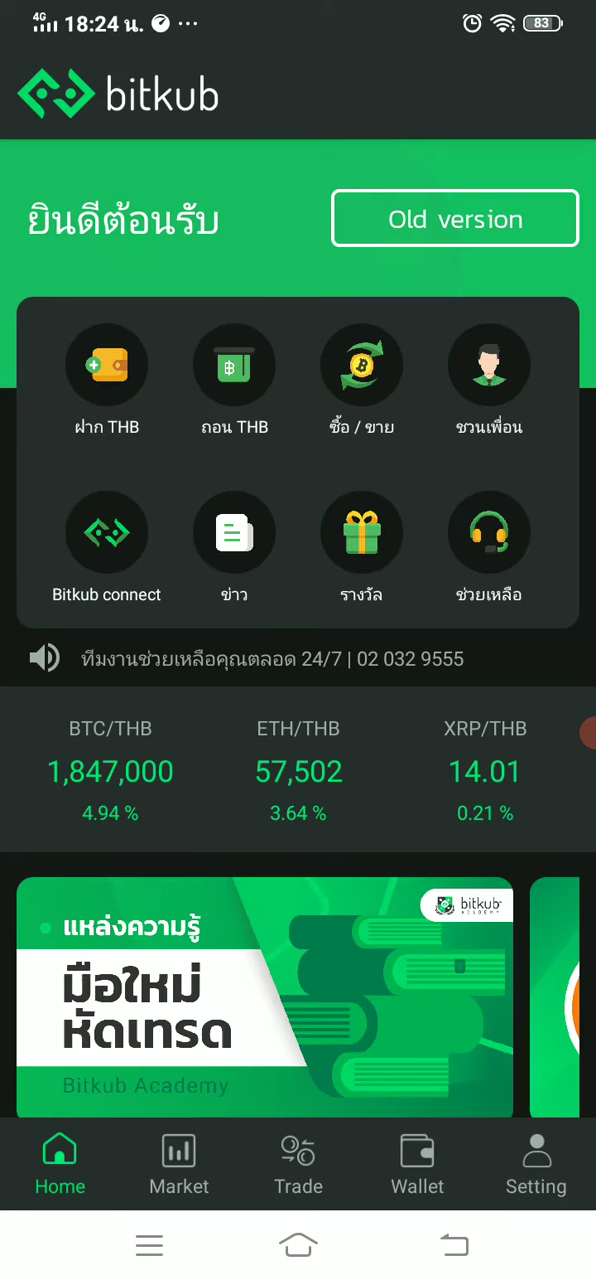 4G 18:24 น. ... 83
bitkub
ยินดีต้อนรับ
Old version
ฝาก THB
ถอน THB
ซื้อ / ขาย
ชวนเพื่อน
Bitkub connect
ข่าว
รางวัล
ช่วยเหลือ
ทีมงานช่วยเหลือคุณตลอด 24/7 | 02 032 9555
BTC/THB
ETH/THB
XRP/THB
1,847,000
57,502
14.01
4.94 %
3.64 %
0.21 %
bitkub
ACADEMY
แหล่งความรู้
มือใหม่
หัดเทรด
Bitkub Academy
Home
Market
Trade
Wallet
Setting